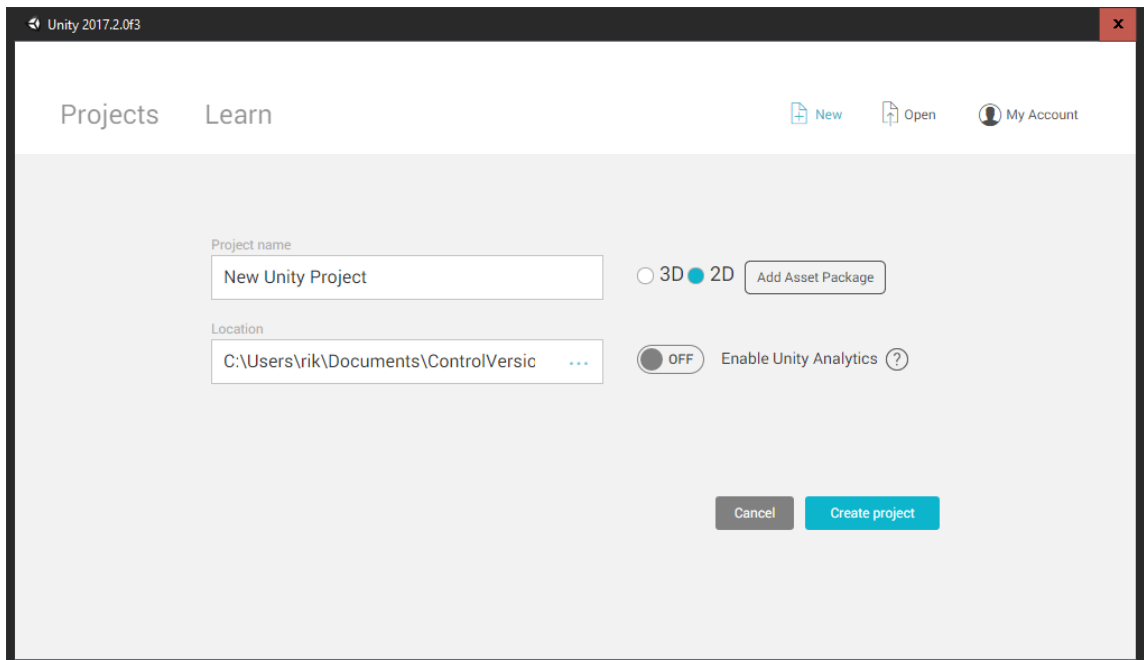 Unity 2017.2.0f3
x
Projects Learn New Open My Account
Project name
New Unity Project
3D 2D Add Asset Package
Location
C:\Users\rik\Documents\ControlVersic ...
OFF Enable Unity Analytics ?
Cancel Create project